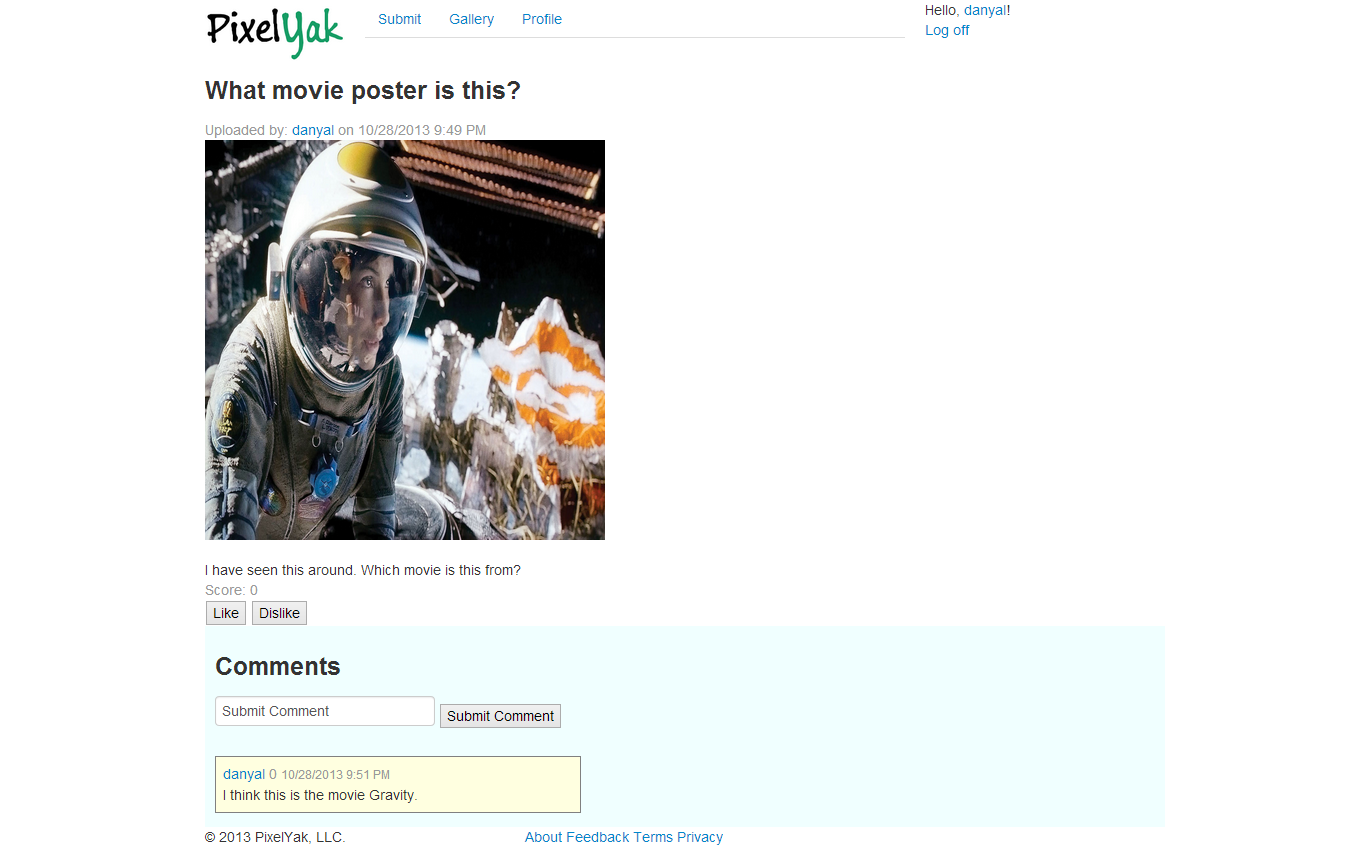 PixelYak
Submit Gallery Profile
Hello, danyal!
Log off
What movie poster is this?
Uploaded by: danyal on 10/28/2013 9:49 PM
I have seen this around. Which movie is this from?
Score: 0
Like Dislike
Comments
Submit Comment Submit Comment
danyal 0 10/28/2013 9:51 PM
I think this is the movie Gravity.
© 2013 PixelYak, LLC. About Feedback Terms Privacy